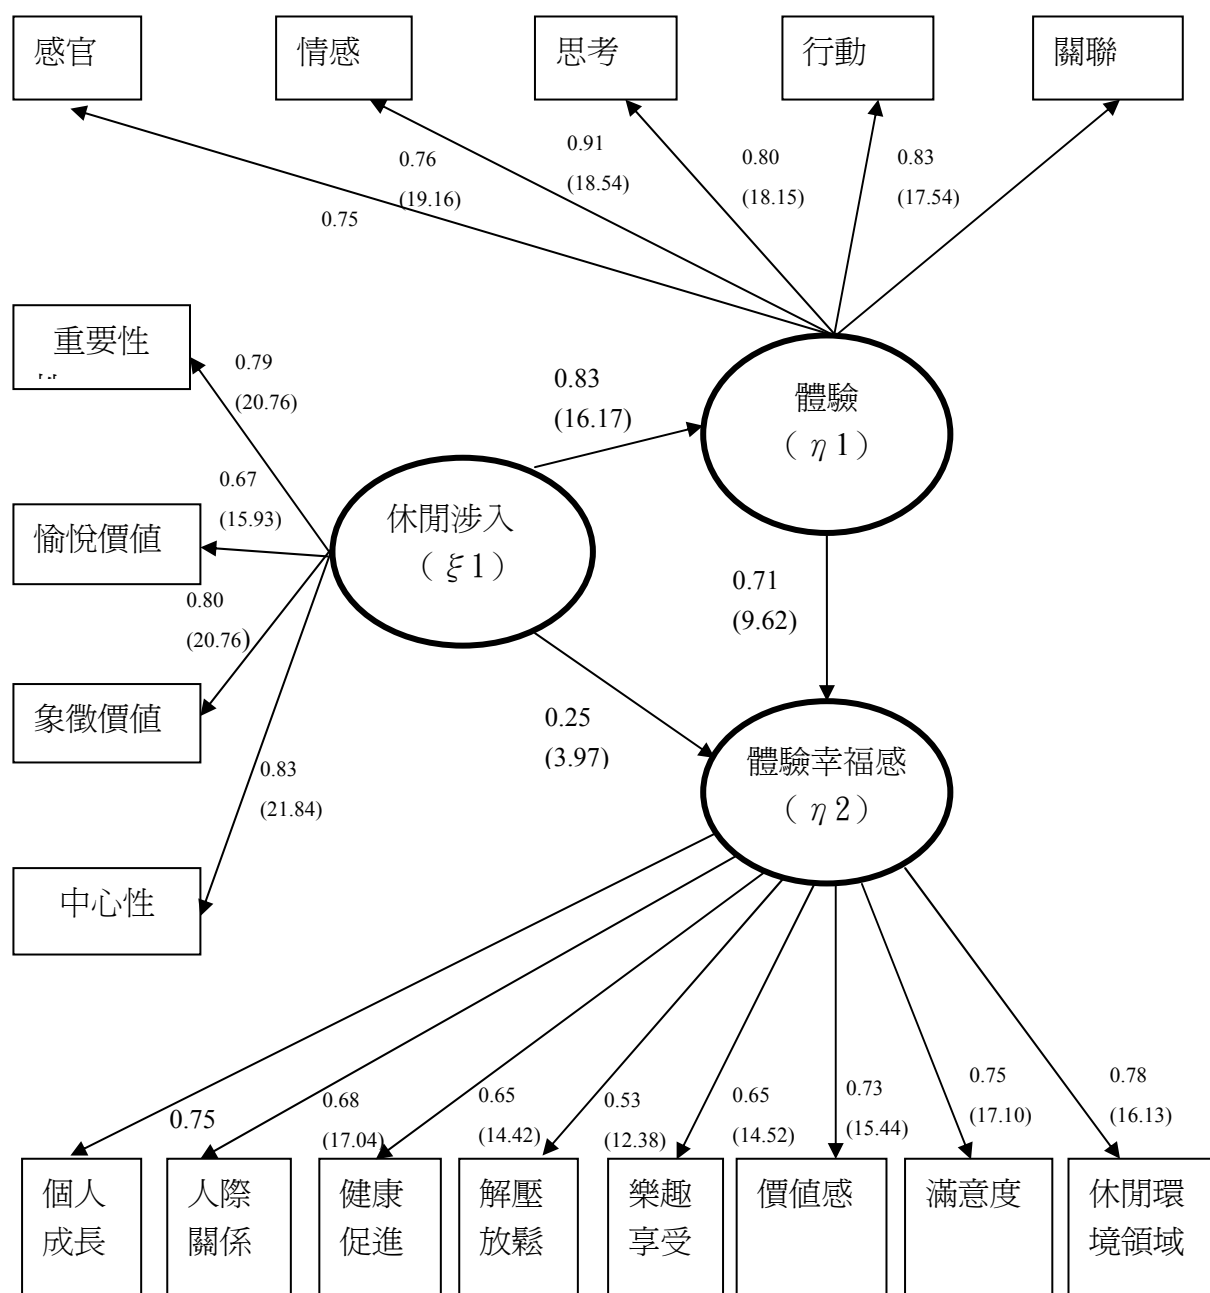 感官
情感
思考
行動
關聯
0.76
(19.16)
0.75
0.91
(18.54)
0.80
(18.15)
0.83
(17.54)
重要性
0.79
(20.76)
0.83
(16.17)
體驗
（η1）
0.67
(15.93)
愉悅價值
休閒涉入
（ξ1）
0.80
(20.76)
0.71
(9.62)
象徵價值
0.25
(3.97)
體驗幸福感
（η2）
0.83
(21.84)
中心性
0.75
0.68
(17.04)
0.65
(14.42)
0.53
(12.38)
0.65
(14.52)
0.73
(15.44)
0.75
(17.10)
0.78
(16.13)
個人
成長
人際
關係
健康
促進
解壓
放鬆
樂趣
享受
價值感
滿意度
休閒環
境領域